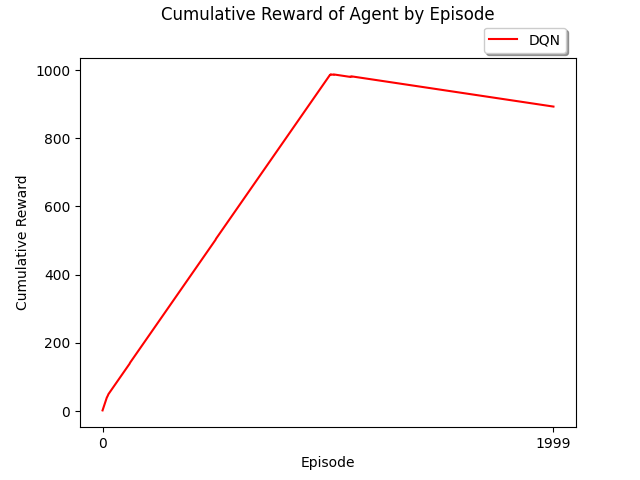 Cumulative Reward of Agent by Episode
DQN
1000
800
600
400
200
0
Cumulative Reward
0
1999
Episode